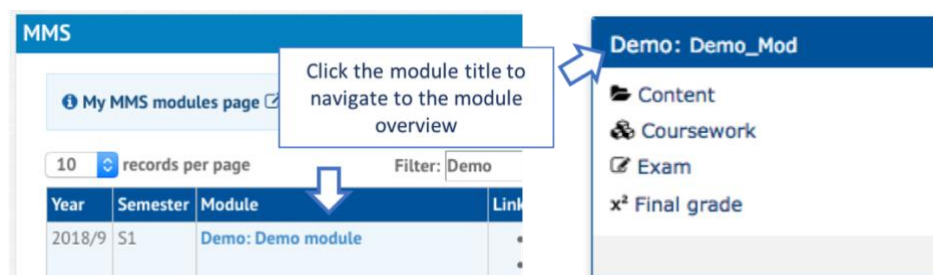 MMS
My MMS modules page
Click the module title to
navigate to the module
overview
10 records per page
Filter: Demo
Year Semester Module Link
2018/9 S1 Demo: Demo module
Demo: Demo_Mod
Content
Coursework
Exam
x² Final grade